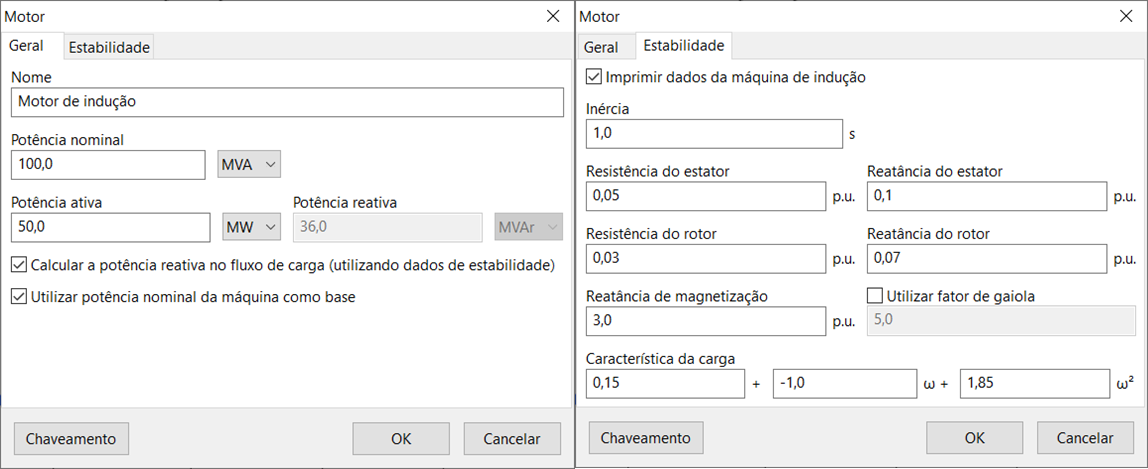 Motor
Geral
Estabilidade
Nome
Motor de indução
Potência nominal
100,0
MVA
Potência ativa
Potência reativa
50,0
MW
36,0
MVAr
Calcular a potência reativa no fluxo de carga (utilizando dados de estabilidade)
Utilizar potência nominal da máquina como base
Chaveamento
OK
Cancelar
Motor
Geral
Estabilidade
Imprimir dados da máquina de indução
Inércia
1,0 s
Resistência do estator
Reatância do estator
0,05 p.u.
0,1 p.u.
Resistência do rotor
Reatância do rotor
0,03 p.u.
0,07 p.u.
Reatância de magnetização
Utilizar fator de gaiola
3,0 p.u.
5,0
Característica da carga
0,15 + -1,0 ω + 1,85 ω²
Chaveamento
OK
Cancelar